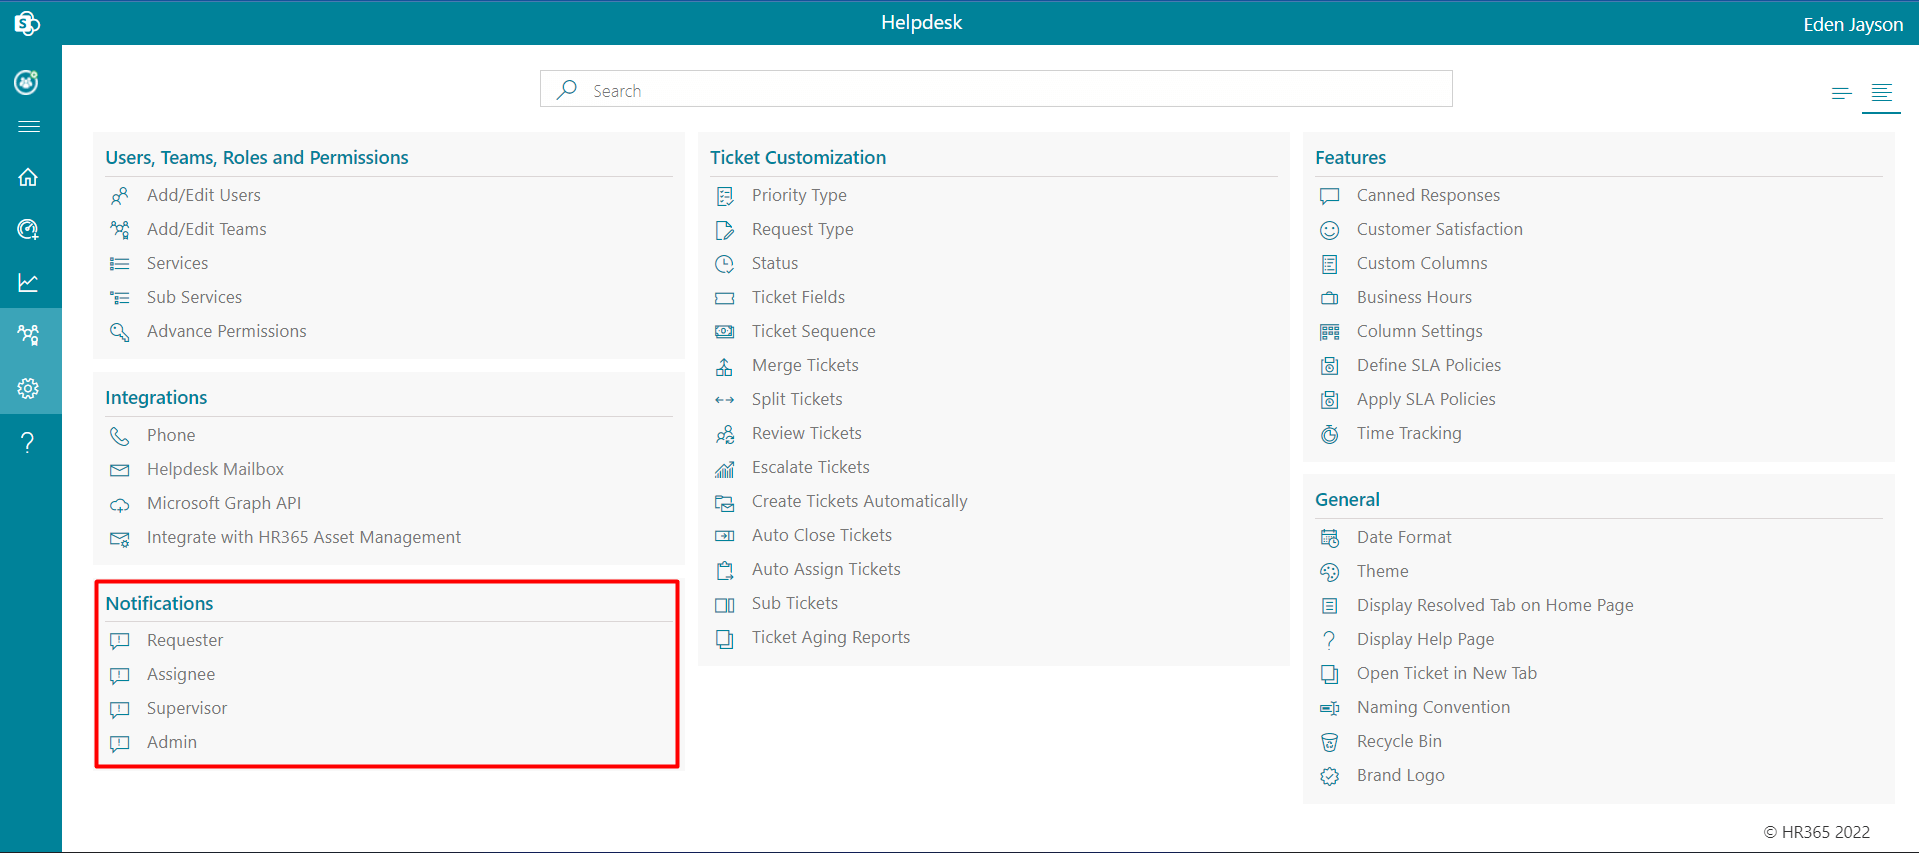 Helpdesk
Eden Jayson
Search
Users, Teams, Roles and Permissions
Add/Edit Users
Add/Edit Teams
Services
Sub Services
Advance Permissions
Integrations
Phone
Helpdesk Mailbox
Microsoft Graph API
Integrate with HR365 Asset Management
Notifications
Requester
Assignee
Supervisor
Admin
Ticket Customization
Priority Type
Request Type
Status
Ticket Fields
Ticket Sequence
Merge Tickets
Split Tickets
Review Tickets
Escalate Tickets
Create Tickets Automatically
Auto Close Tickets
Auto Assign Tickets
Sub Tickets
Ticket Aging Reports
Features
Canned Responses
Customer Satisfaction
Custom Columns
Business Hours
Column Settings
Define SLA Policies
Apply SLA Policies
Time Tracking
General
Date Format
Theme
Display Resolved Tab on Home Page
Display Help Page
Open Ticket in New Tab
Naming Convention
Recycle Bin
Brand Logo
© HR365 2022